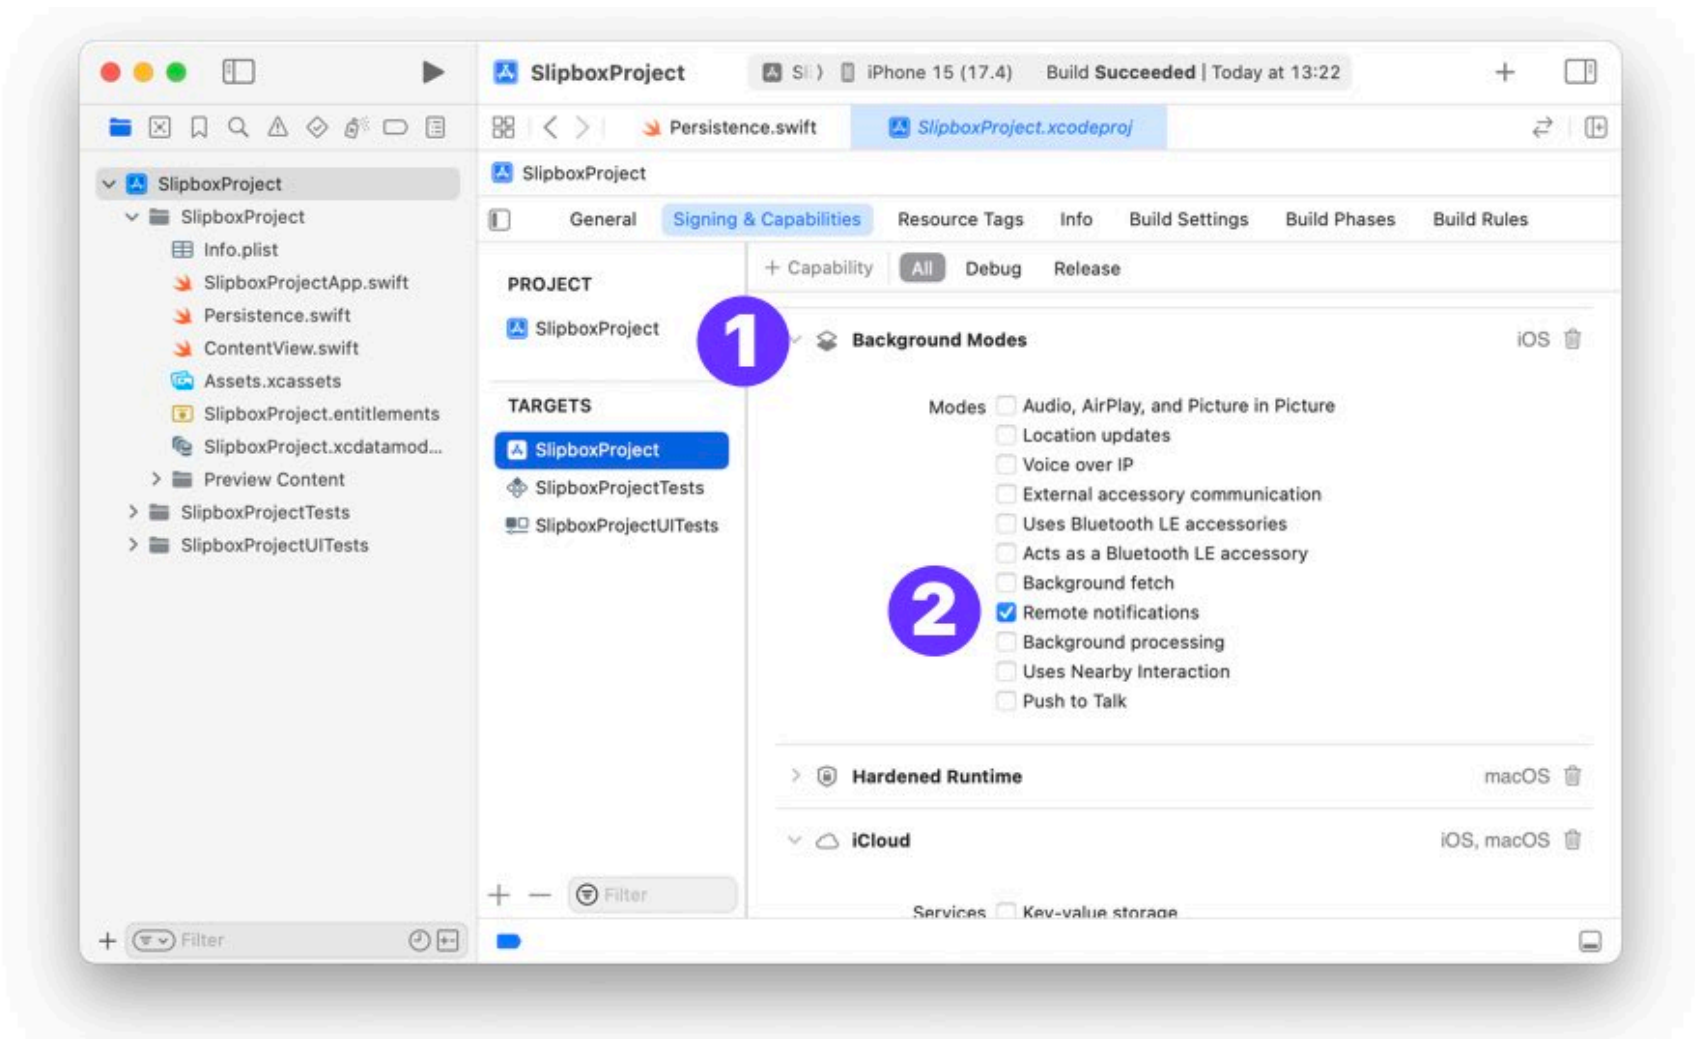 SlipboxProject
iPhone 15 (17.4) Build Succeeded | Today at 13:22
Persistence.swift
SlipboxProject.xcodeproj
SlipboxProject
SlipboxProject
Info.plist
SlipboxProjectApp.swift
Persistence.swift
ContentView.swift
Assets.xcassets
SlipboxProject.entitlements
SlipboxProject.xcdatamod...
Preview Content
SlipboxProjectTests
SlipboxProjectUITests
Filter
SlipboxProject
General Signing & Capabilities Resource Tags Info Build Settings Build Phases Build Rules
PROJECT
SlipboxProject
TARGETS
SlipboxProject
SlipboxProjectTests
SlipboxProjectUITests
Filter
+ Capability All Debug Release
1
Background Modes iOS
Modes Audio, AirPlay, and Picture in Picture
Location updates
Voice over IP
External accessory communication
Uses Bluetooth LE accessories
Acts as a Bluetooth LE accessory
Background fetch
2
Remote notifications
Background processing
Uses Nearby Interaction
Push to Talk
Hardened Runtime macOS
iCloud iOS, macOS
Services Key-value storage